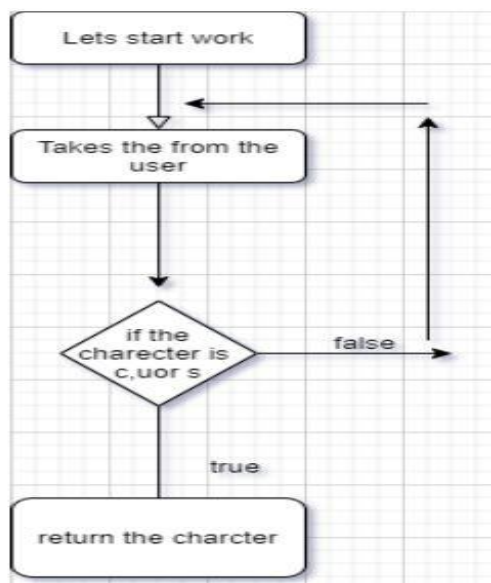 Lets start work
Takes the from the
user
if the
charecter is
c,uor s
false
true
return the charcter